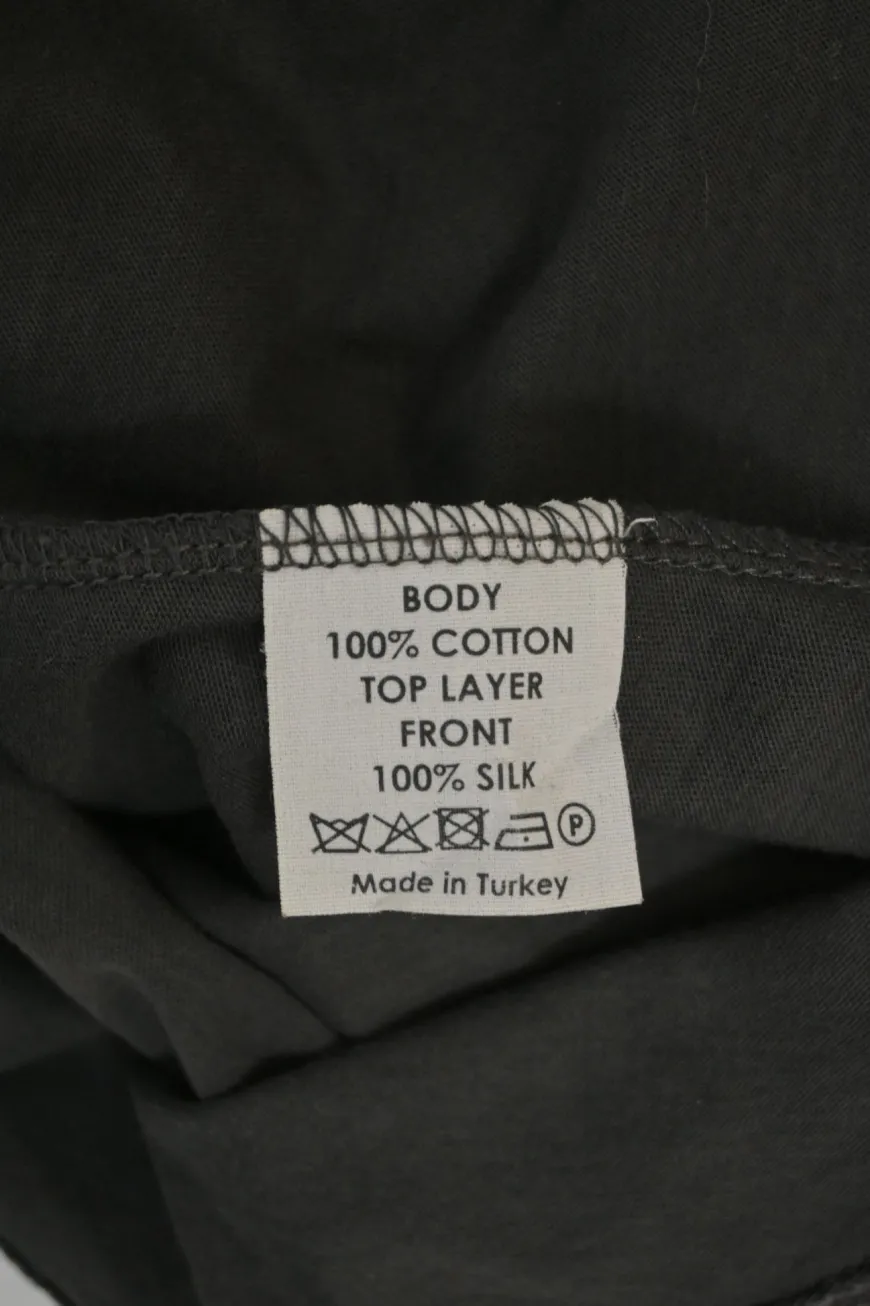 BODY
100% COTTON
TOP LAYER
FRONT
100% SILK
P
Made in Turkey